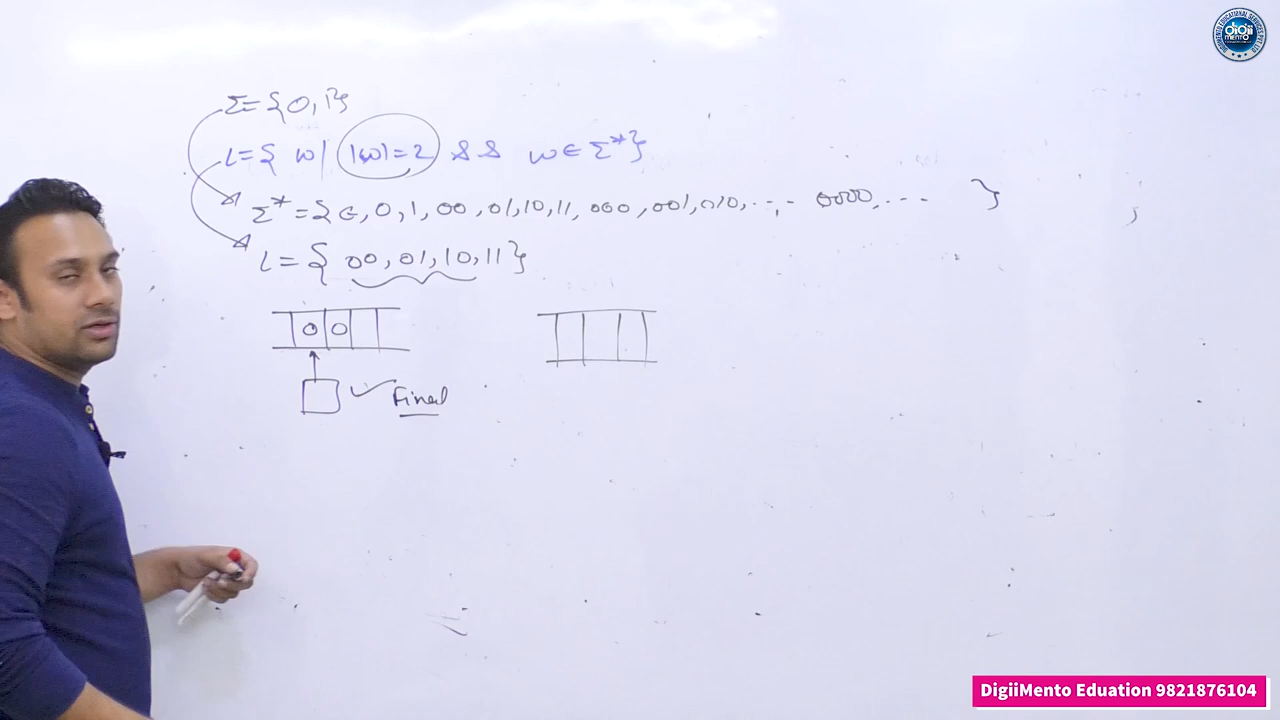 Σ={0,1}
L={ w | |w|=2 && w∈Σ*}
Σ*={∈,0,1,00,01,10,11,000,001,010,..,- 0000,... }
L={00,01,10,11}
0 0
Final
DigiiMento Eduation 9821876104